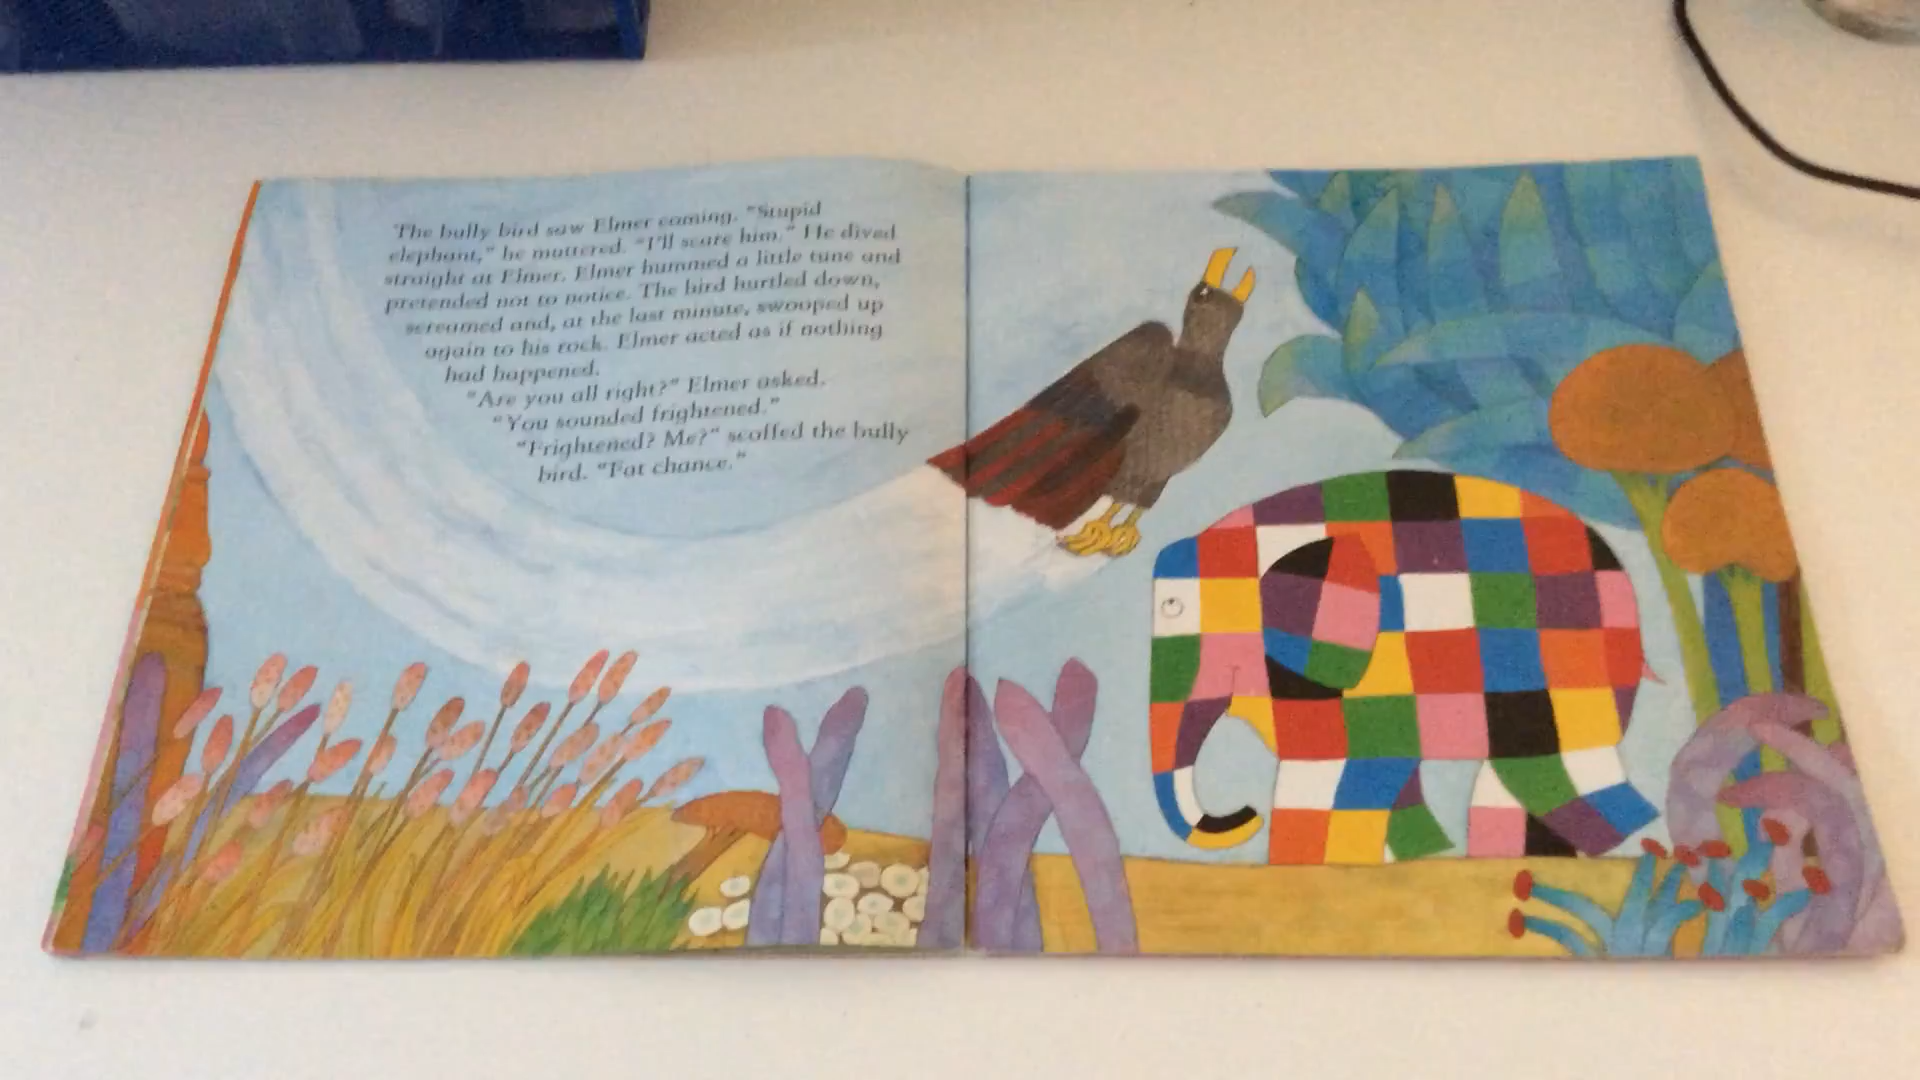 The bully bird saw Elmer coming. "Stupid
elephant," he muttered. "I'll scare him." He dived
straight at Elmer. Elmer hummed a little tune and
pretended not to notice. The bird hurtled down,
screamed and, at the last minute, swooped up
again to his rock. Elmer acted as if nothing
had happened.
"Are you all right?" Elmer asked.
"You sounded frightened."
"Frightened? Me?" scoffed the bully
bird. "Fat chance."